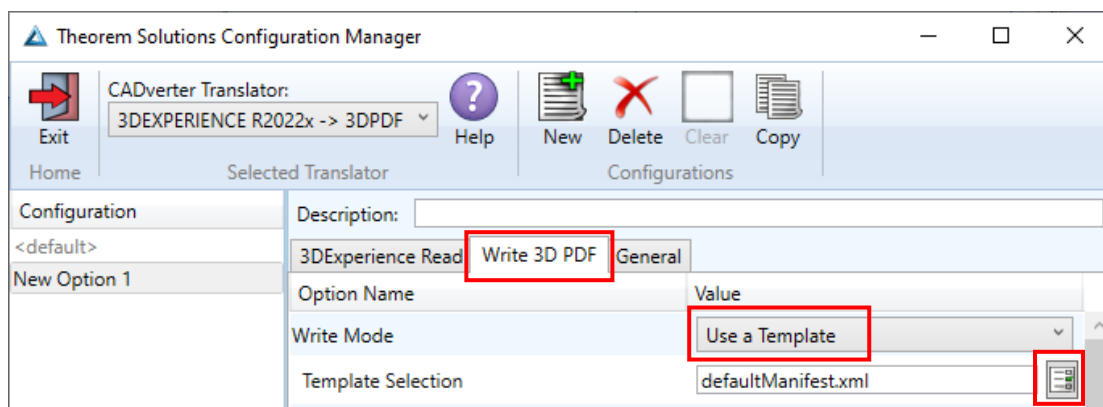 Theorem Solutions Configuration Manager
CADverter Translator:
3DEXPERIENCE R2022x -> 3DPDF
Exit
Help
New
Delete
Clear
Copy
Home
Selected Translator
Configurations
Configuration
Description:
<default>
3DExperience Read
Write 3D PDF
General
New Option 1
Option Name
Value
Write Mode
Use a Template
Template Selection
defaultManifest.xml